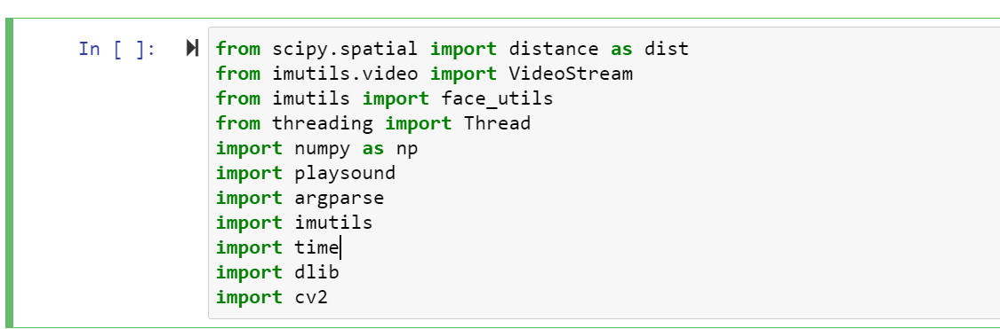 In [ ]: from scipy.spatial import distance as dist
from imutils.video import VideoStream
from imutils import face_utils
from threading import Thread
import numpy as np
import playsound
import argparse
import imutils
import time
import dlib
import cv2